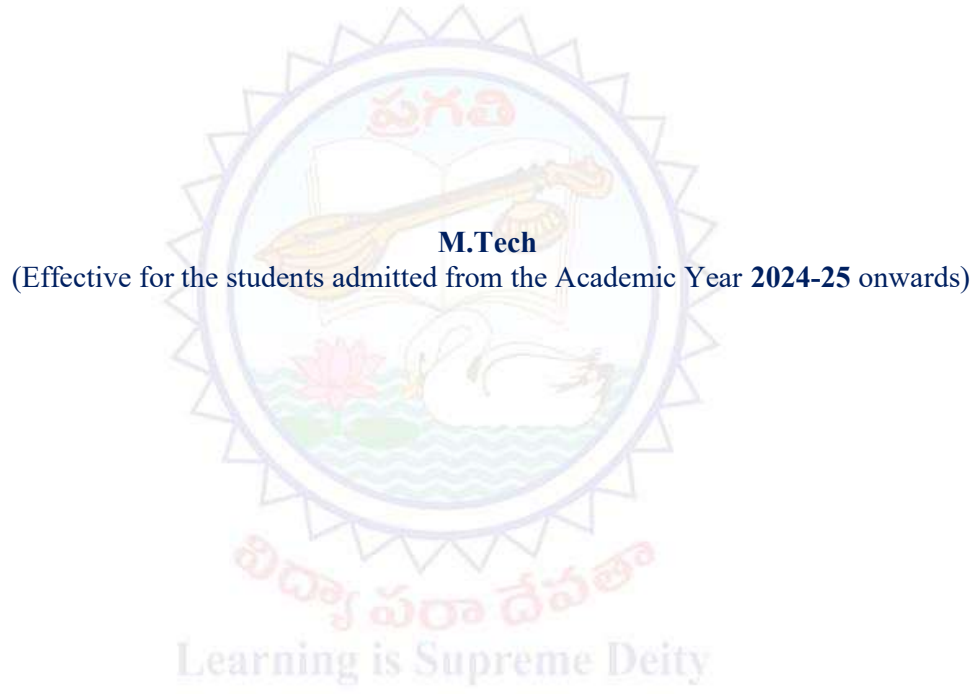 ప్రగతి
M.Tech
(Effective for the students admitted from the Academic Year 2024-25 onwards)
విద్యా పరా దేవతా
Learning is Supreme Deity